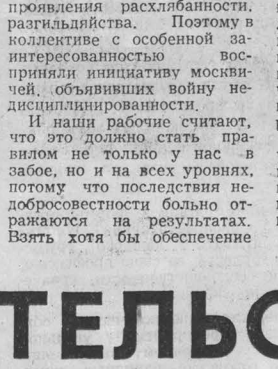 проявления расхлябанности,
разгильдяйства. Поэтому в
коллективе с особенной за-
интересованностью вос-
приняли инициативу москви-
чей, объявивших войну не-
дисциплинированности.
И наши рабочие считают,
что это должно стать пра-
вилом не только у нас в
забое, но и на всех уровнях,
потому что последствия не-
добросовестности больно от-
ражаются на результатах.
Взять хотя бы обеспечение
ТЕЛЬС